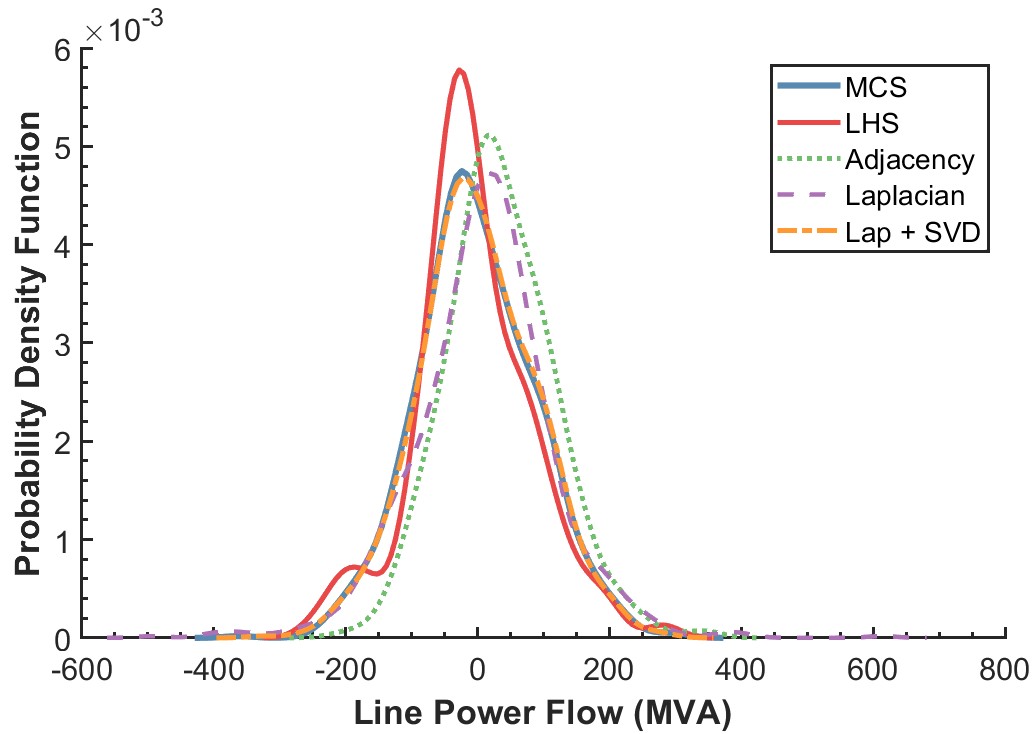 ×10⁻³
6
5
4
3
2
1
0
Probability Density Function
-600 -400 -200 0 200 400 600 800
Line Power Flow (MVA)
MCS
LHS
Adjacency
Laplacian
Lap + SVD